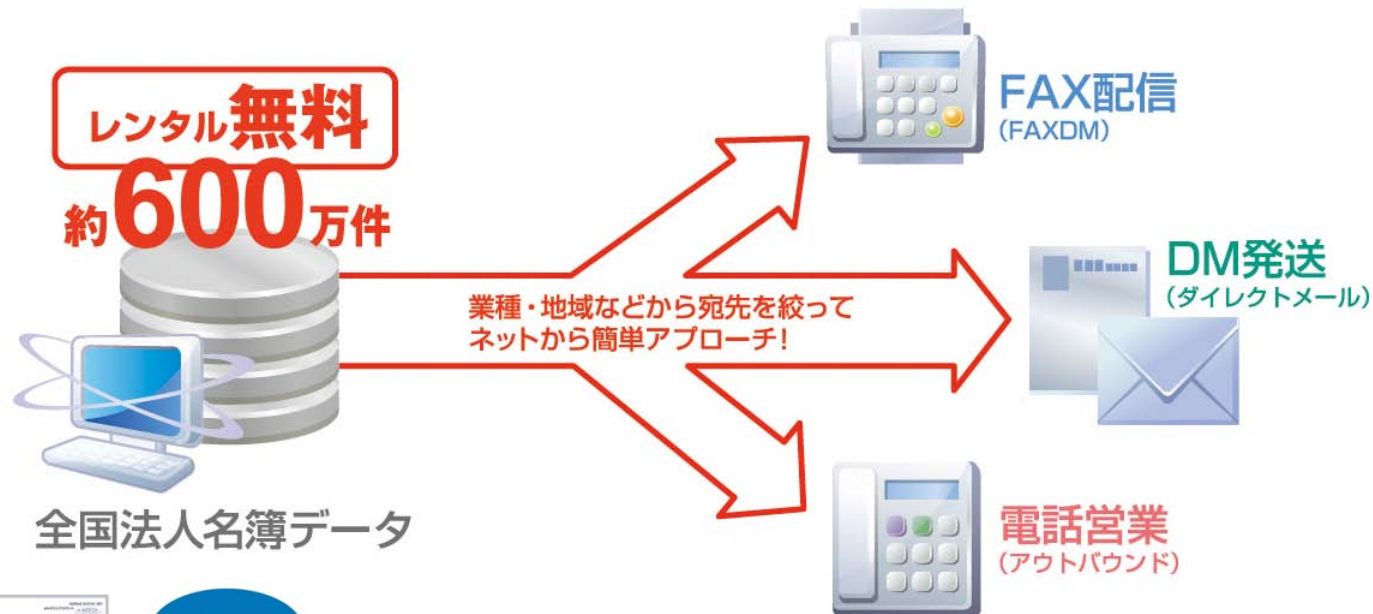 レンタル無料
約600万件
業種・地域などから宛先を絞って
ネットから簡単アプローチ!
全国法人名簿データ
FAX配信
(FAXDM)
DM発送
(ダイレクトメール)
電話営業
(アウトバウンド)